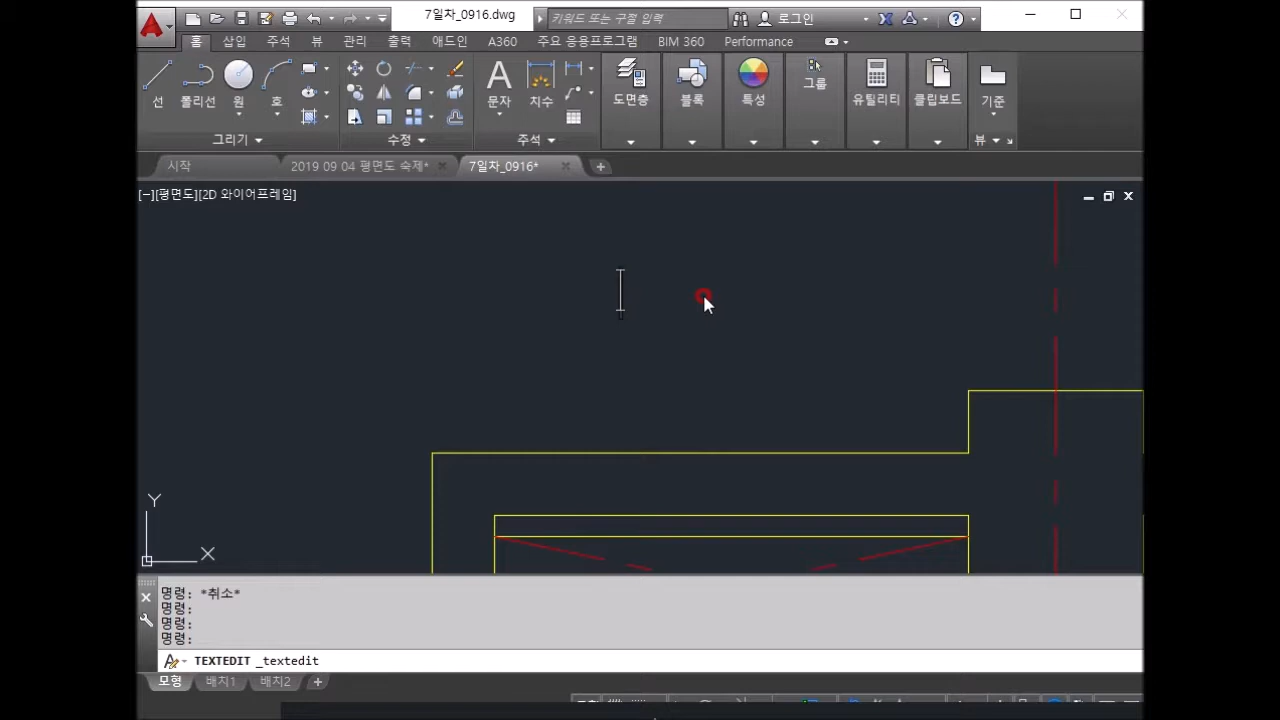 7일차_0916.dwg
키워드 또는 구절 입력
로그인
홈 삽입 주석 뷰 관리 출력 애드인 A360 주요 응용프로그램 BIM 360 Performance
선 폴리선 원 호
A
문자 치수 도면층 블록 특성 그룹 유틸리티 클립보드 기준
그리기 수정 주석 뷰
시작 2019 09 04 평면도 숙제* 7일차_0916*
[−][평면도][2D 와이어프레임]
Y
X
명령: *취소*
명령:
명령:
명령:
TEXTEDIT _textedit
모형 배치1 배치2